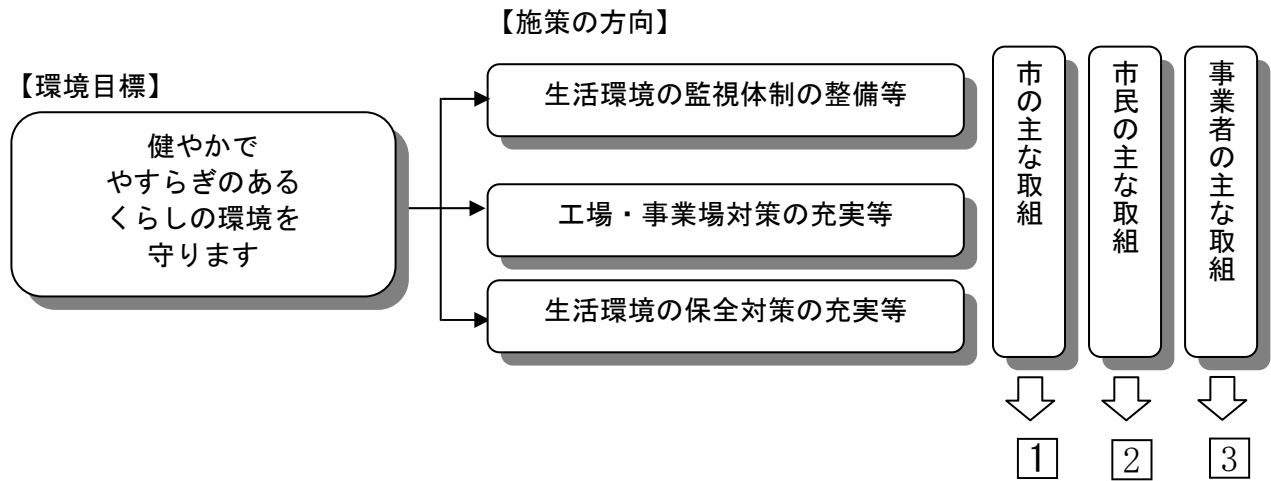 【施策の方向】
【環境目標】
健やかで
やすらぎのある
くらしの環境を
守ります
生活環境の監視体制の整備等
工場・事業場対策の充実等
生活環境の保全対策の充実等
市の主な取組
市民の主な取組
事業者の主な取組
1
2
3